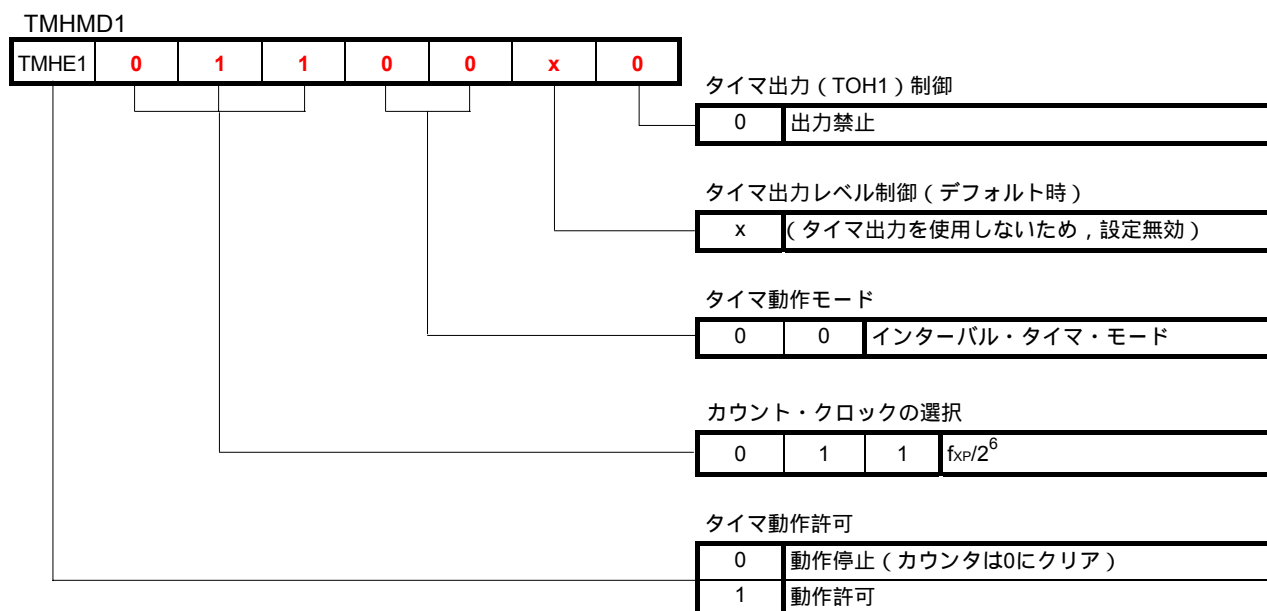 TMHMD1
TMHE1 0 1 1 0 0 x 0
タイマ出力（TOH1）制御
0 出力禁止
タイマ出力レベル制御（デフォルト時）
x （タイマ出力を使用しないため，設定無効）
タイマ動作モード
0 0 インターバル・タイマ・モード
カウント・クロックの選択
0 1 1 fXP/2^6
タイマ動作許可
0 動作停止（カウンタは0にクリア）
1 動作許可